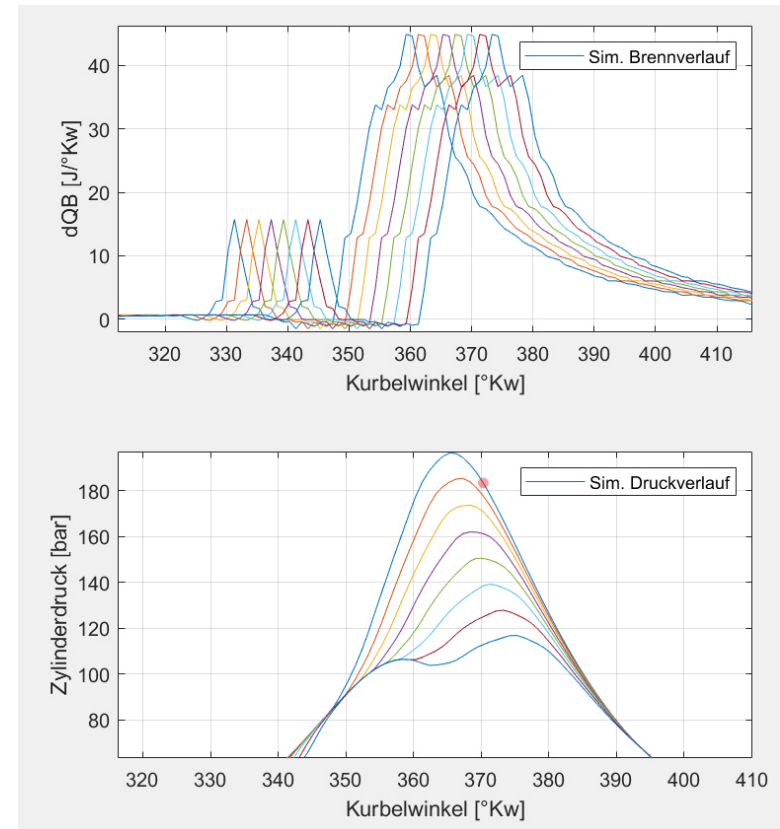 dQB [J/°Kw]
40
30
20
10
0
Sim. Brennverlauf
320 330 340 350 360 370 380 390 400 410
Kurbelwinkel [°Kw]
Zylinderdruck [bar]
180
160
140
120
100
80
Sim. Druckverlauf
320 330 340 350 360 370 380 390 400 410
Kurbelwinkel [°Kw]